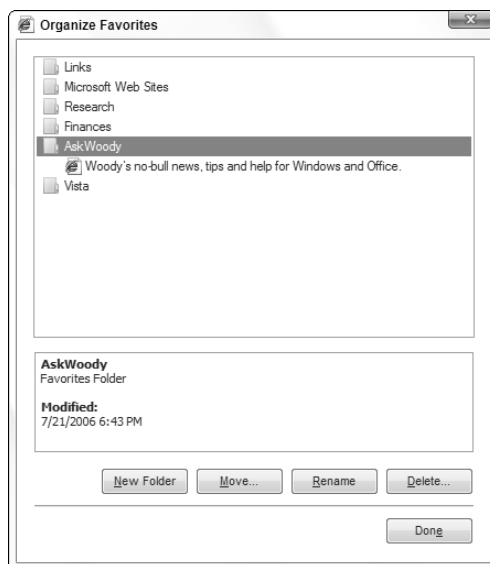 Organize Favorites
Links
Microsoft Web Sites
Research
Finances
AskWoody
Woody's no-bull news, tips and help for Windows and Office.
Vista
AskWoody
Favorites Folder
Modified:
7/21/2006 6:43 PM
New Folder Move... Rename Delete...
Done